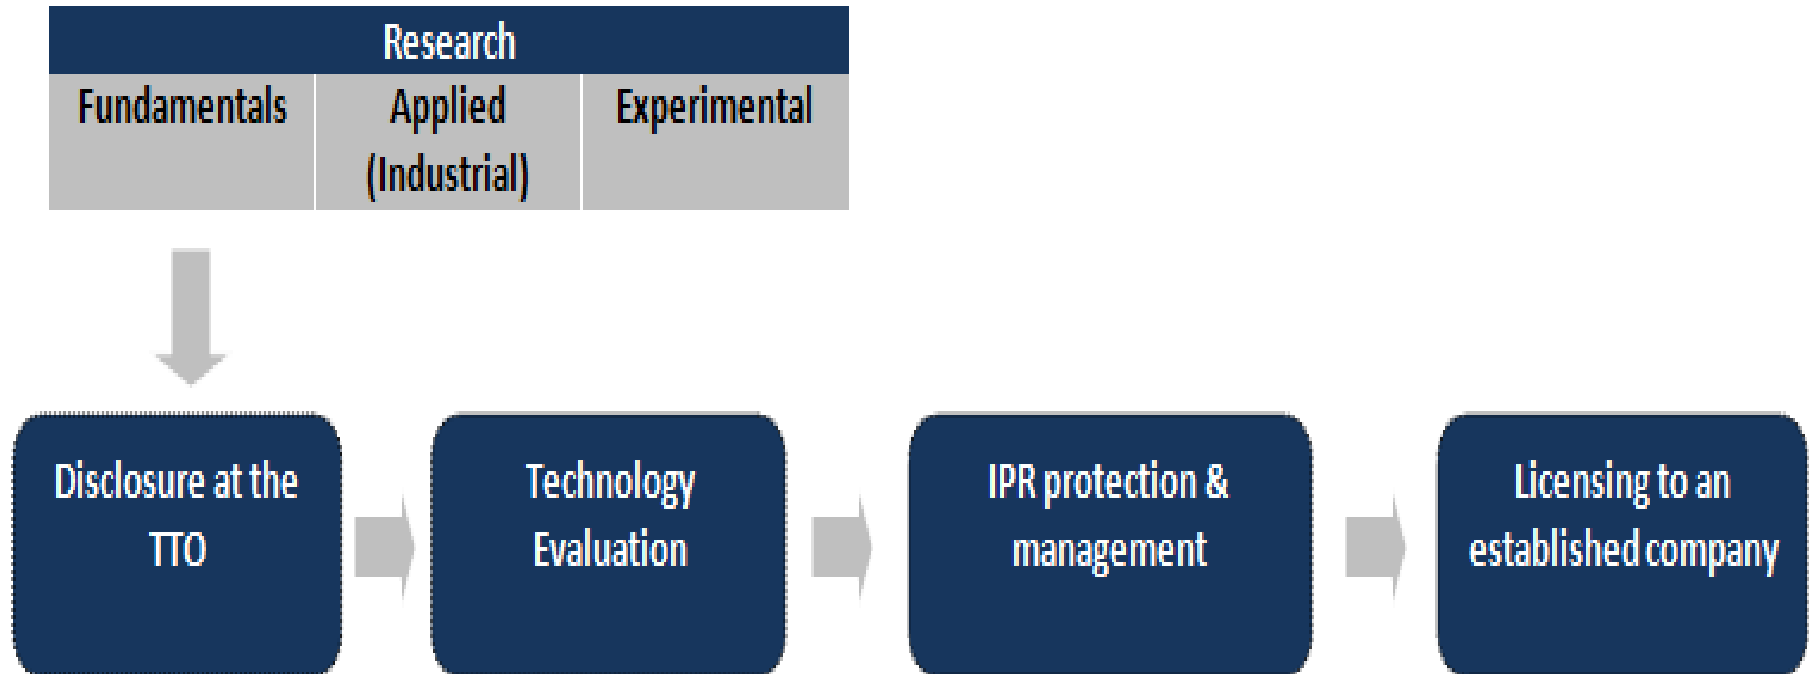 Research
Fundamentals
Applied
(Industrial)
Experimental
Disclosure at the
TTO
Technology
Evaluation
IPR protection &
management
Licensing to an
established company